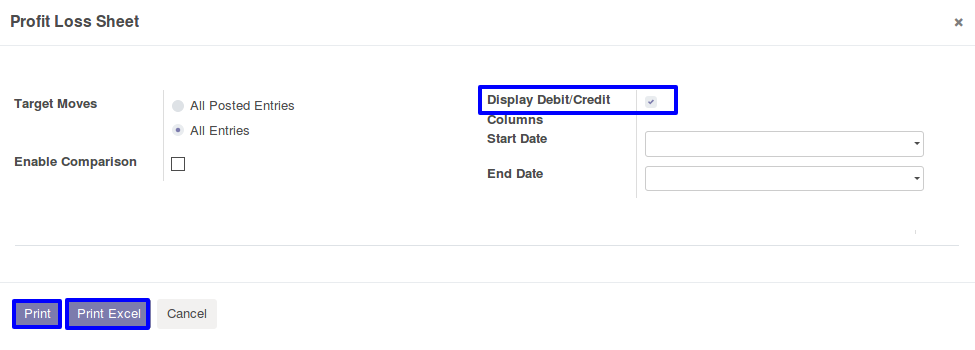 Profit Loss Sheet
Target Moves
All Posted Entries
All Entries
Enable Comparison
Display Debit/Credit
Columns
Start Date
End Date
Print
Print Excel
Cancel